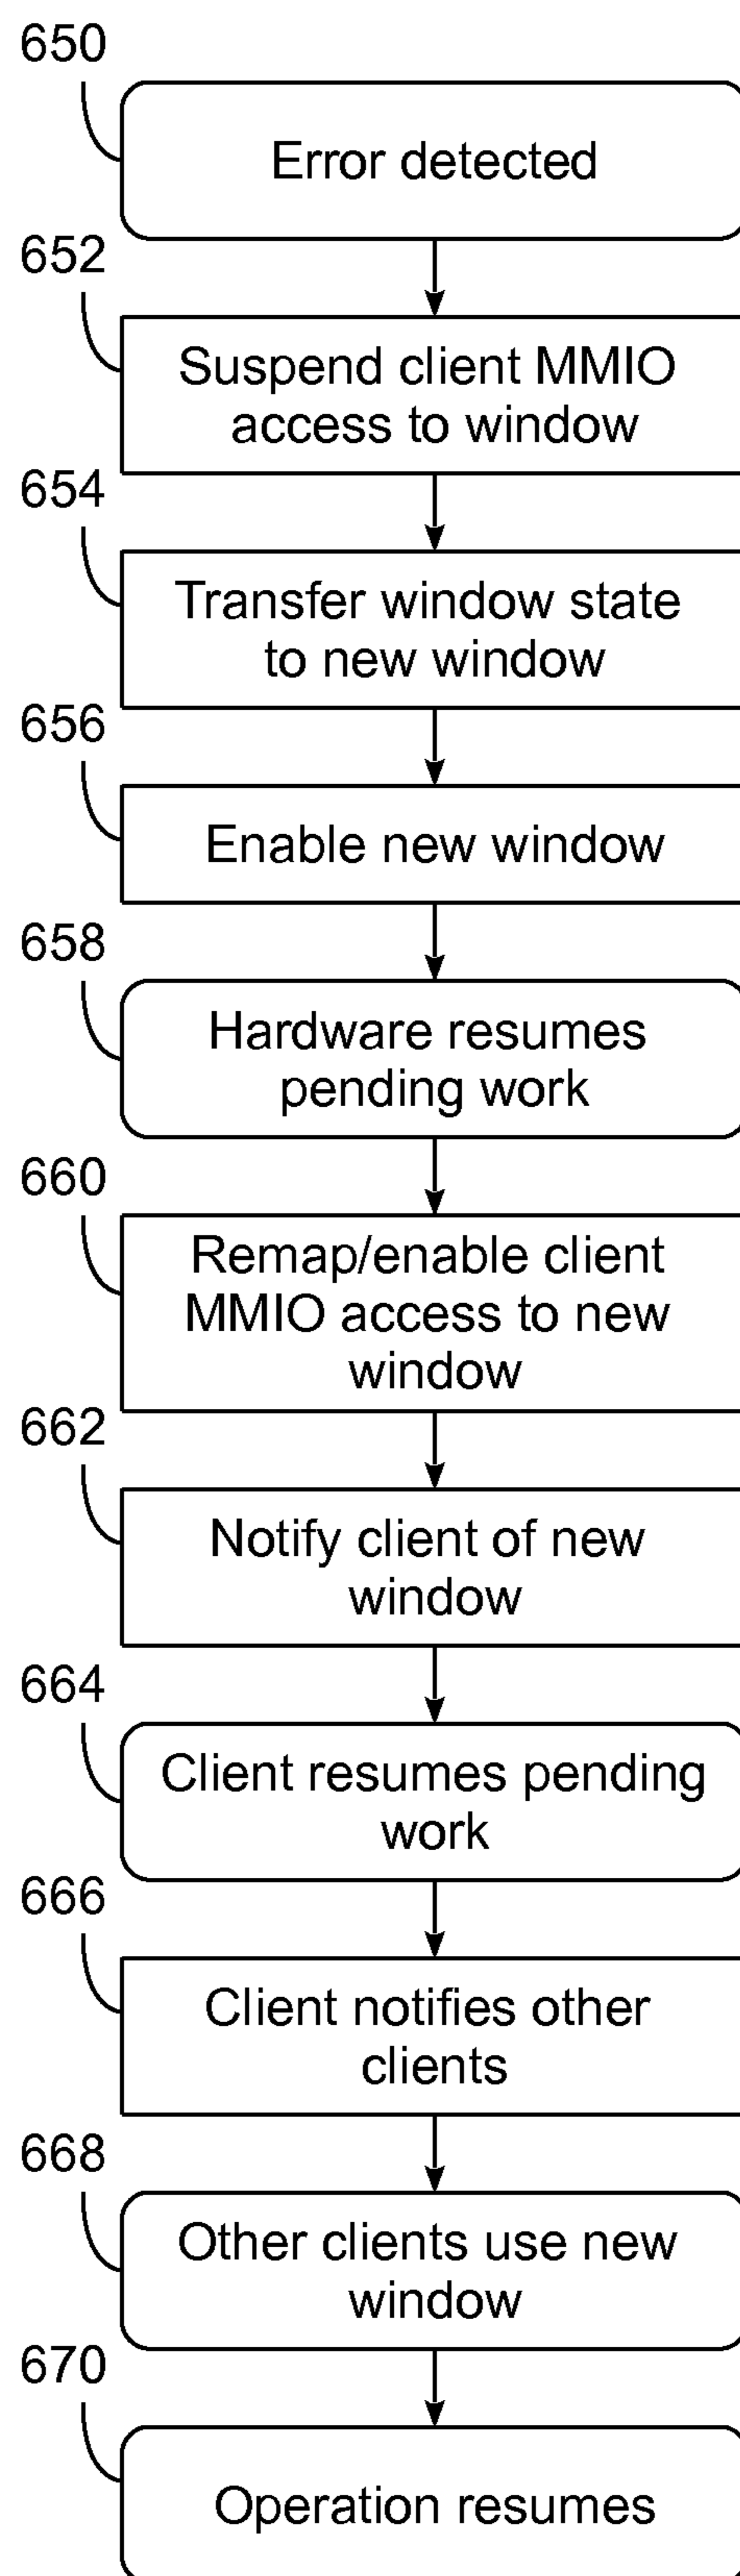 650
Error detected
652
Suspend client MMIO
access to window
654
Transfer window state
to new window
656
Enable new window
658
Hardware resumes
pending work
660
Remap/enable client
MMIO access to new
window
662
Notify client of new
window
664
Client resumes pending
work
666
Client notifies other
clients
668
Other clients use new
window
670
Operation resumes